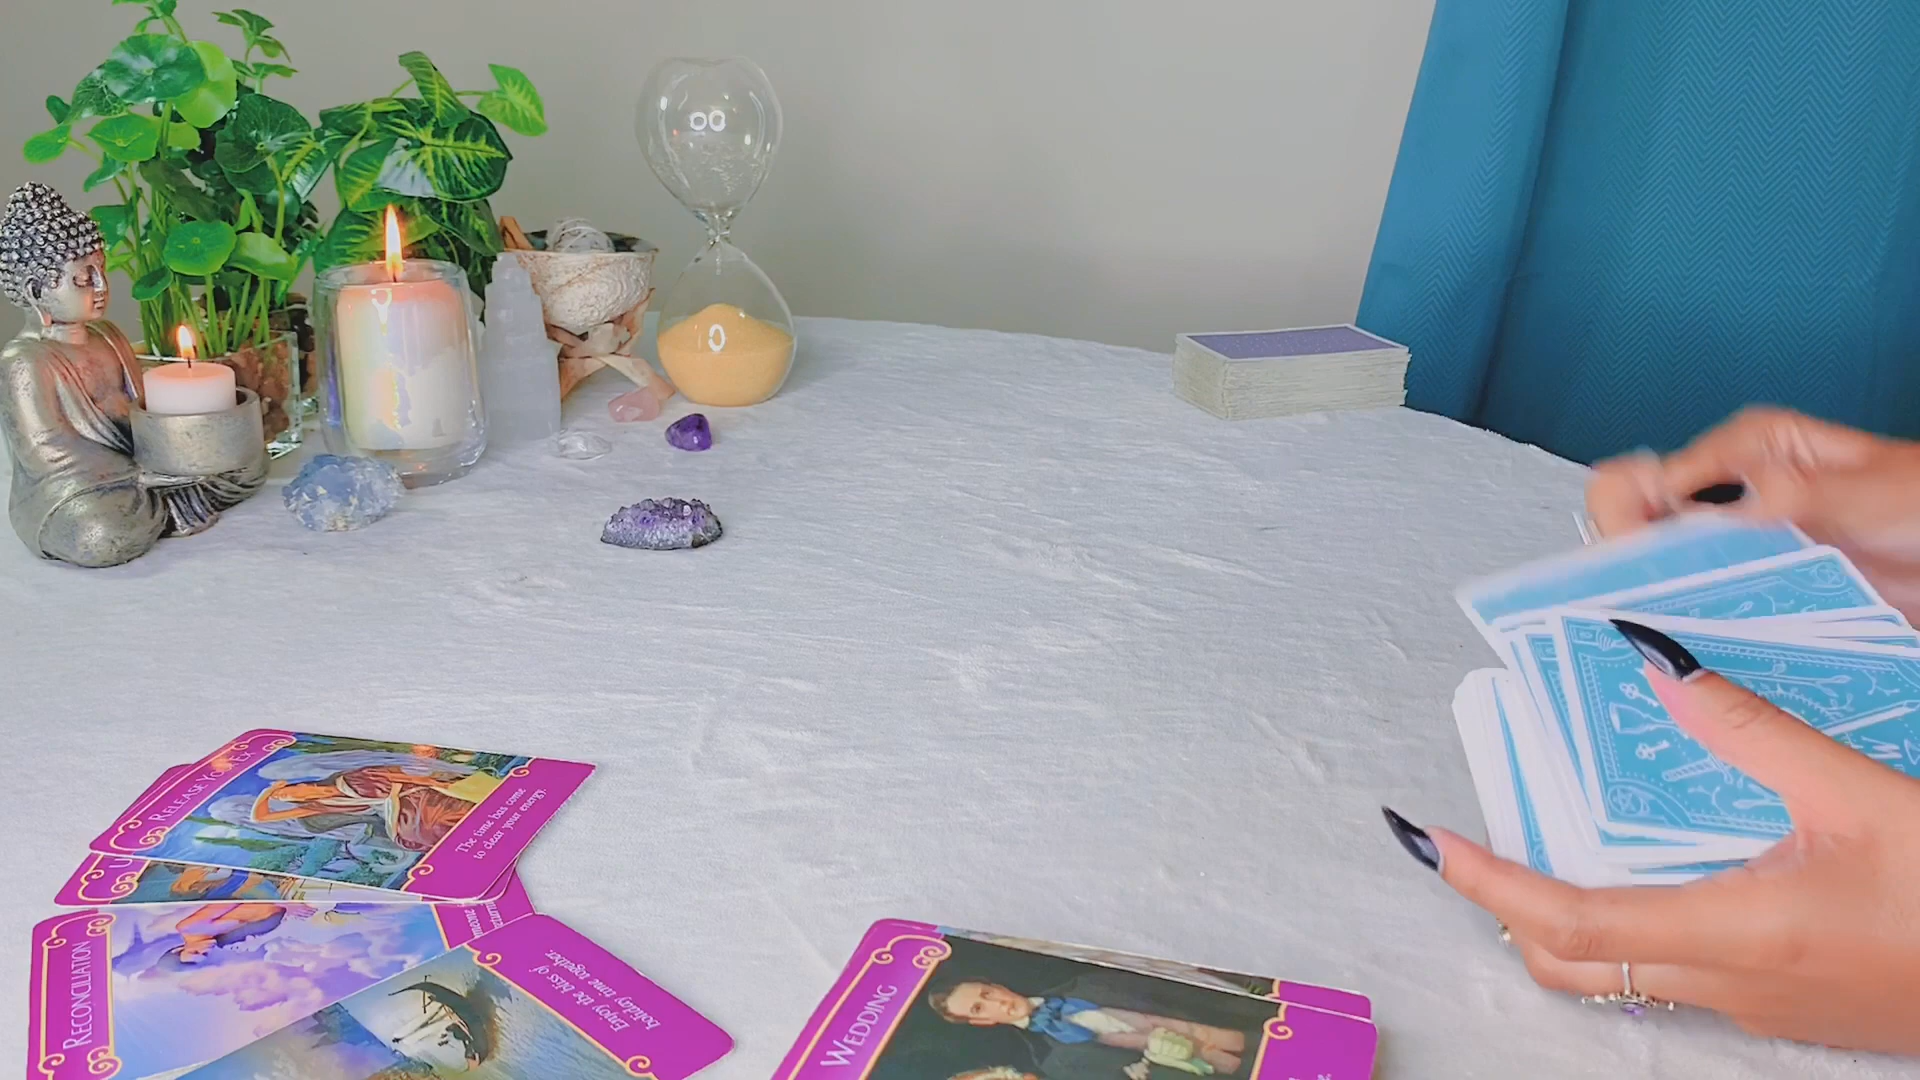 RELEASE YOUR EX
The time has come
to clear your energy.
RECONCILIATION
Enjoy the bliss of
holiday time together.
WEDDING